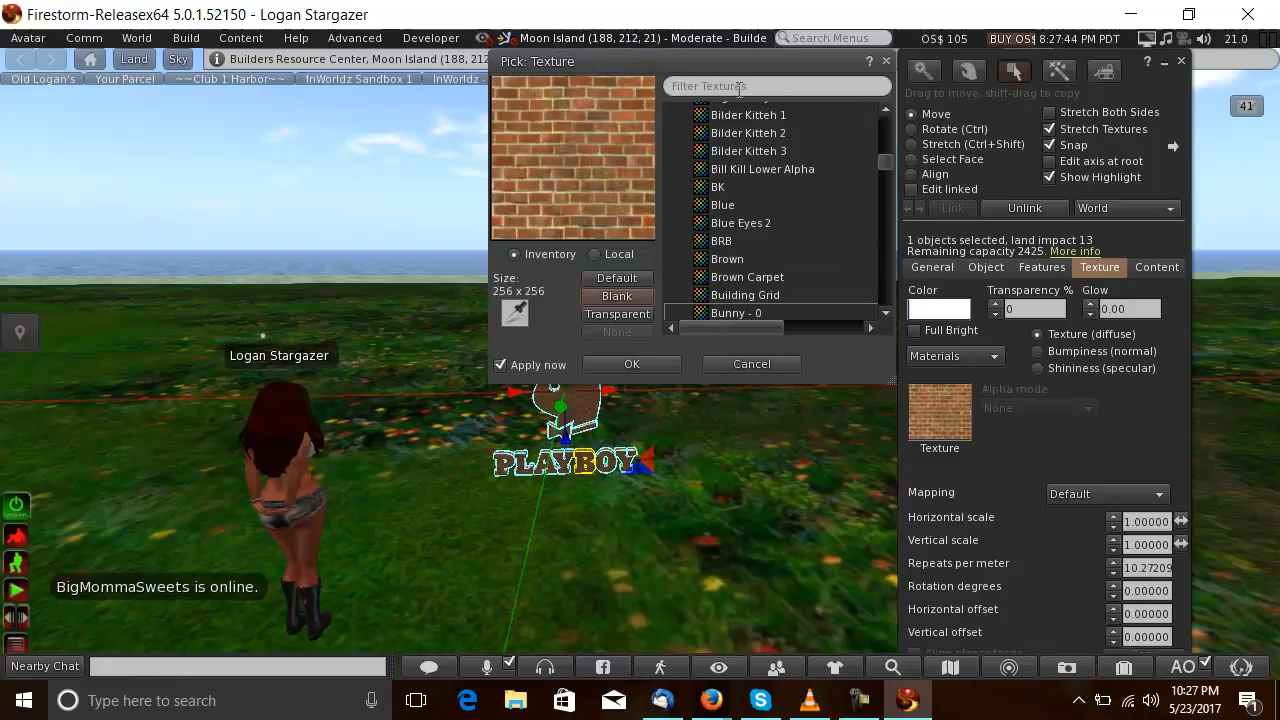 Firestorm-Releasex64 5.0.1.52150 - Logan Stargazer
Avatar Comm World Build Content Help Advanced Developer
Moon Island (188, 212, 21) - Moderate - Builde
Search Menus
OS$ 105 BUY OS$ 8:27:44 PM PDT 21.0
Land Sky
Builders Resource Center, Moon Island (188, 212
Old Logan's Your Parcel ~~Club 1 Harbor~~ InWorldz Sandbox 1 InWorldz -
Pick: Texture
?
Filter Textures
Bilder Kitteh 1
Bilder Kitteh 2
Bilder Kitteh 3
Bill Kill Lower Alpha
BK
Blue
Blue Eyes 2
BRB
Brown
Brown Carpet
Building Grid
Bunny - 0
Inventory Local
Size:
256 x 256
Default
Blank
Transparent
None
Apply now
OK Cancel
?
Drag to move, shift-drag to copy
Move
Rotate (Ctrl)
Stretch (Ctrl+Shift)
Select Face
Align
Edit linked
Stretch Both Sides
Stretch Textures
Snap
Edit axis at root
Show Highlight
Link Unlink World
1 objects selected, land impact 13
Remaining capacity 2425. More info
General Object Features Texture Content
Color Transparency % Glow
0 0.00
Full Bright
Texture (diffuse)
Bumpiness (normal)
Shininess (specular)
Materials
Alpha mode
None
Texture
Mapping Default
Horizontal scale 1.00000
Vertical scale 1.00000
Repeats per meter 10.27209
Rotation degrees 0.00000
Horizontal offset 0.00000
Vertical offset 0.00000
Align planar faces
41
Logan Stargazer
PLAYBOY
BigMommaSweets is online.
Nearby Chat
AO
Type here to search
10:27 PM
5/23/2017
1